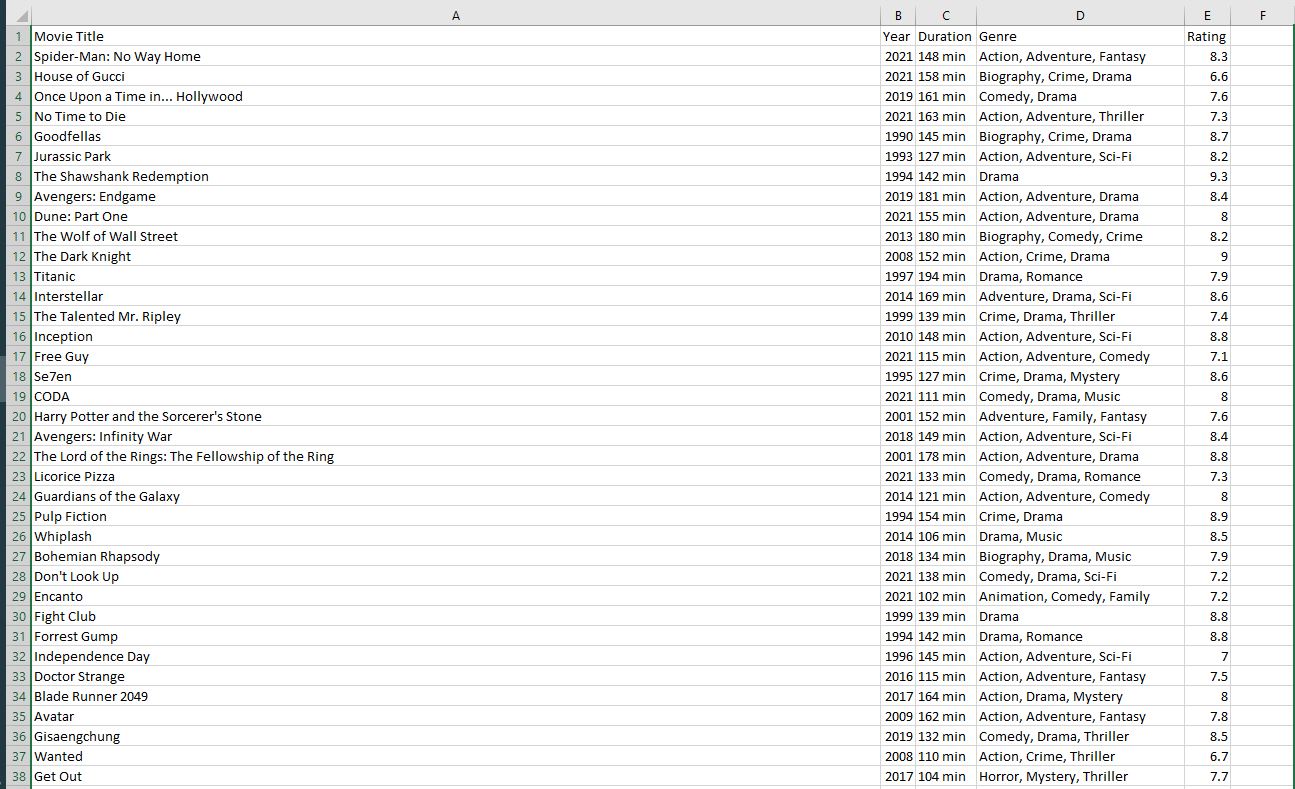 A B C D E F
1 Movie Title Year Duration Genre Rating
2 Spider-Man: No Way Home 2021 148 min Action, Adventure, Fantasy 8.3
3 House of Gucci 2021 158 min Biography, Crime, Drama 6.6
4 Once Upon a Time in... Hollywood 2019 161 min Comedy, Drama 7.6
5 No Time to Die 2021 163 min Action, Adventure, Thriller 7.3
6 Goodfellas 1990 145 min Biography, Crime, Drama 8.7
7 Jurassic Park 1993 127 min Action, Adventure, Sci-Fi 8.2
8 The Shawshank Redemption 1994 142 min Drama 9.3
9 Avengers: Endgame 2019 181 min Action, Adventure, Drama 8.4
10 Dune: Part One 2021 155 min Action, Adventure, Drama 8
11 The Wolf of Wall Street 2013 180 min Biography, Comedy, Crime 8.2
12 The Dark Knight 2008 152 min Action, Crime, Drama 9
13 Titanic 1997 194 min Drama, Romance 7.9
14 Interstellar 2014 169 min Adventure, Drama, Sci-Fi 8.6
15 The Talented Mr. Ripley 1999 139 min Crime, Drama, Thriller 7.4
16 Inception 2010 148 min Action, Adventure, Sci-Fi 8.8
17 Free Guy 2021 115 min Action, Adventure, Comedy 7.1
18 Se7en 1995 127 min Crime, Drama, Mystery 8.6
19 CODA 2021 111 min Comedy, Drama, Music 8
20 Harry Potter and the Sorcerer's Stone 2001 152 min Adventure, Family, Fantasy 7.6
21 Avengers: Infinity War 2018 149 min Action, Adventure, Sci-Fi 8.4
22 The Lord of the Rings: The Fellowship of the Ring 2001 178 min Action, Adventure, Drama 8.8
23 Licorice Pizza 2021 133 min Comedy, Drama, Romance 7.3
24 Guardians of the Galaxy 2014 121 min Action, Adventure, Comedy 8
25 Pulp Fiction 1994 154 min Crime, Drama 8.9
26 Whiplash 2014 106 min Drama, Music 8.5
27 Bohemian Rhapsody 2018 134 min Biography, Drama, Music 7.9
28 Don't Look Up 2021 138 min Comedy, Drama, Sci-Fi 7.2
29 Encanto 2021 102 min Animation, Comedy, Family 7.2
30 Fight Club 1999 139 min Drama 8.8
31 Forrest Gump 1994 142 min Drama, Romance 8.8
32 Independence Day 1996 145 min Action, Adventure, Sci-Fi 7
33 Doctor Strange 2016 115 min Action, Adventure, Fantasy 7.5
34 Blade Runner 2049 2017 164 min Action, Drama, Mystery 8
35 Avatar 2009 162 min Action, Adventure, Fantasy 7.8
36 Gisaengchung 2019 132 min Comedy, Drama, Thriller 8.5
37 Wanted 2008 110 min Action, Crime, Thriller 6.7
38 Get Out 2017 104 min Horror, Mystery, Thriller 7.7